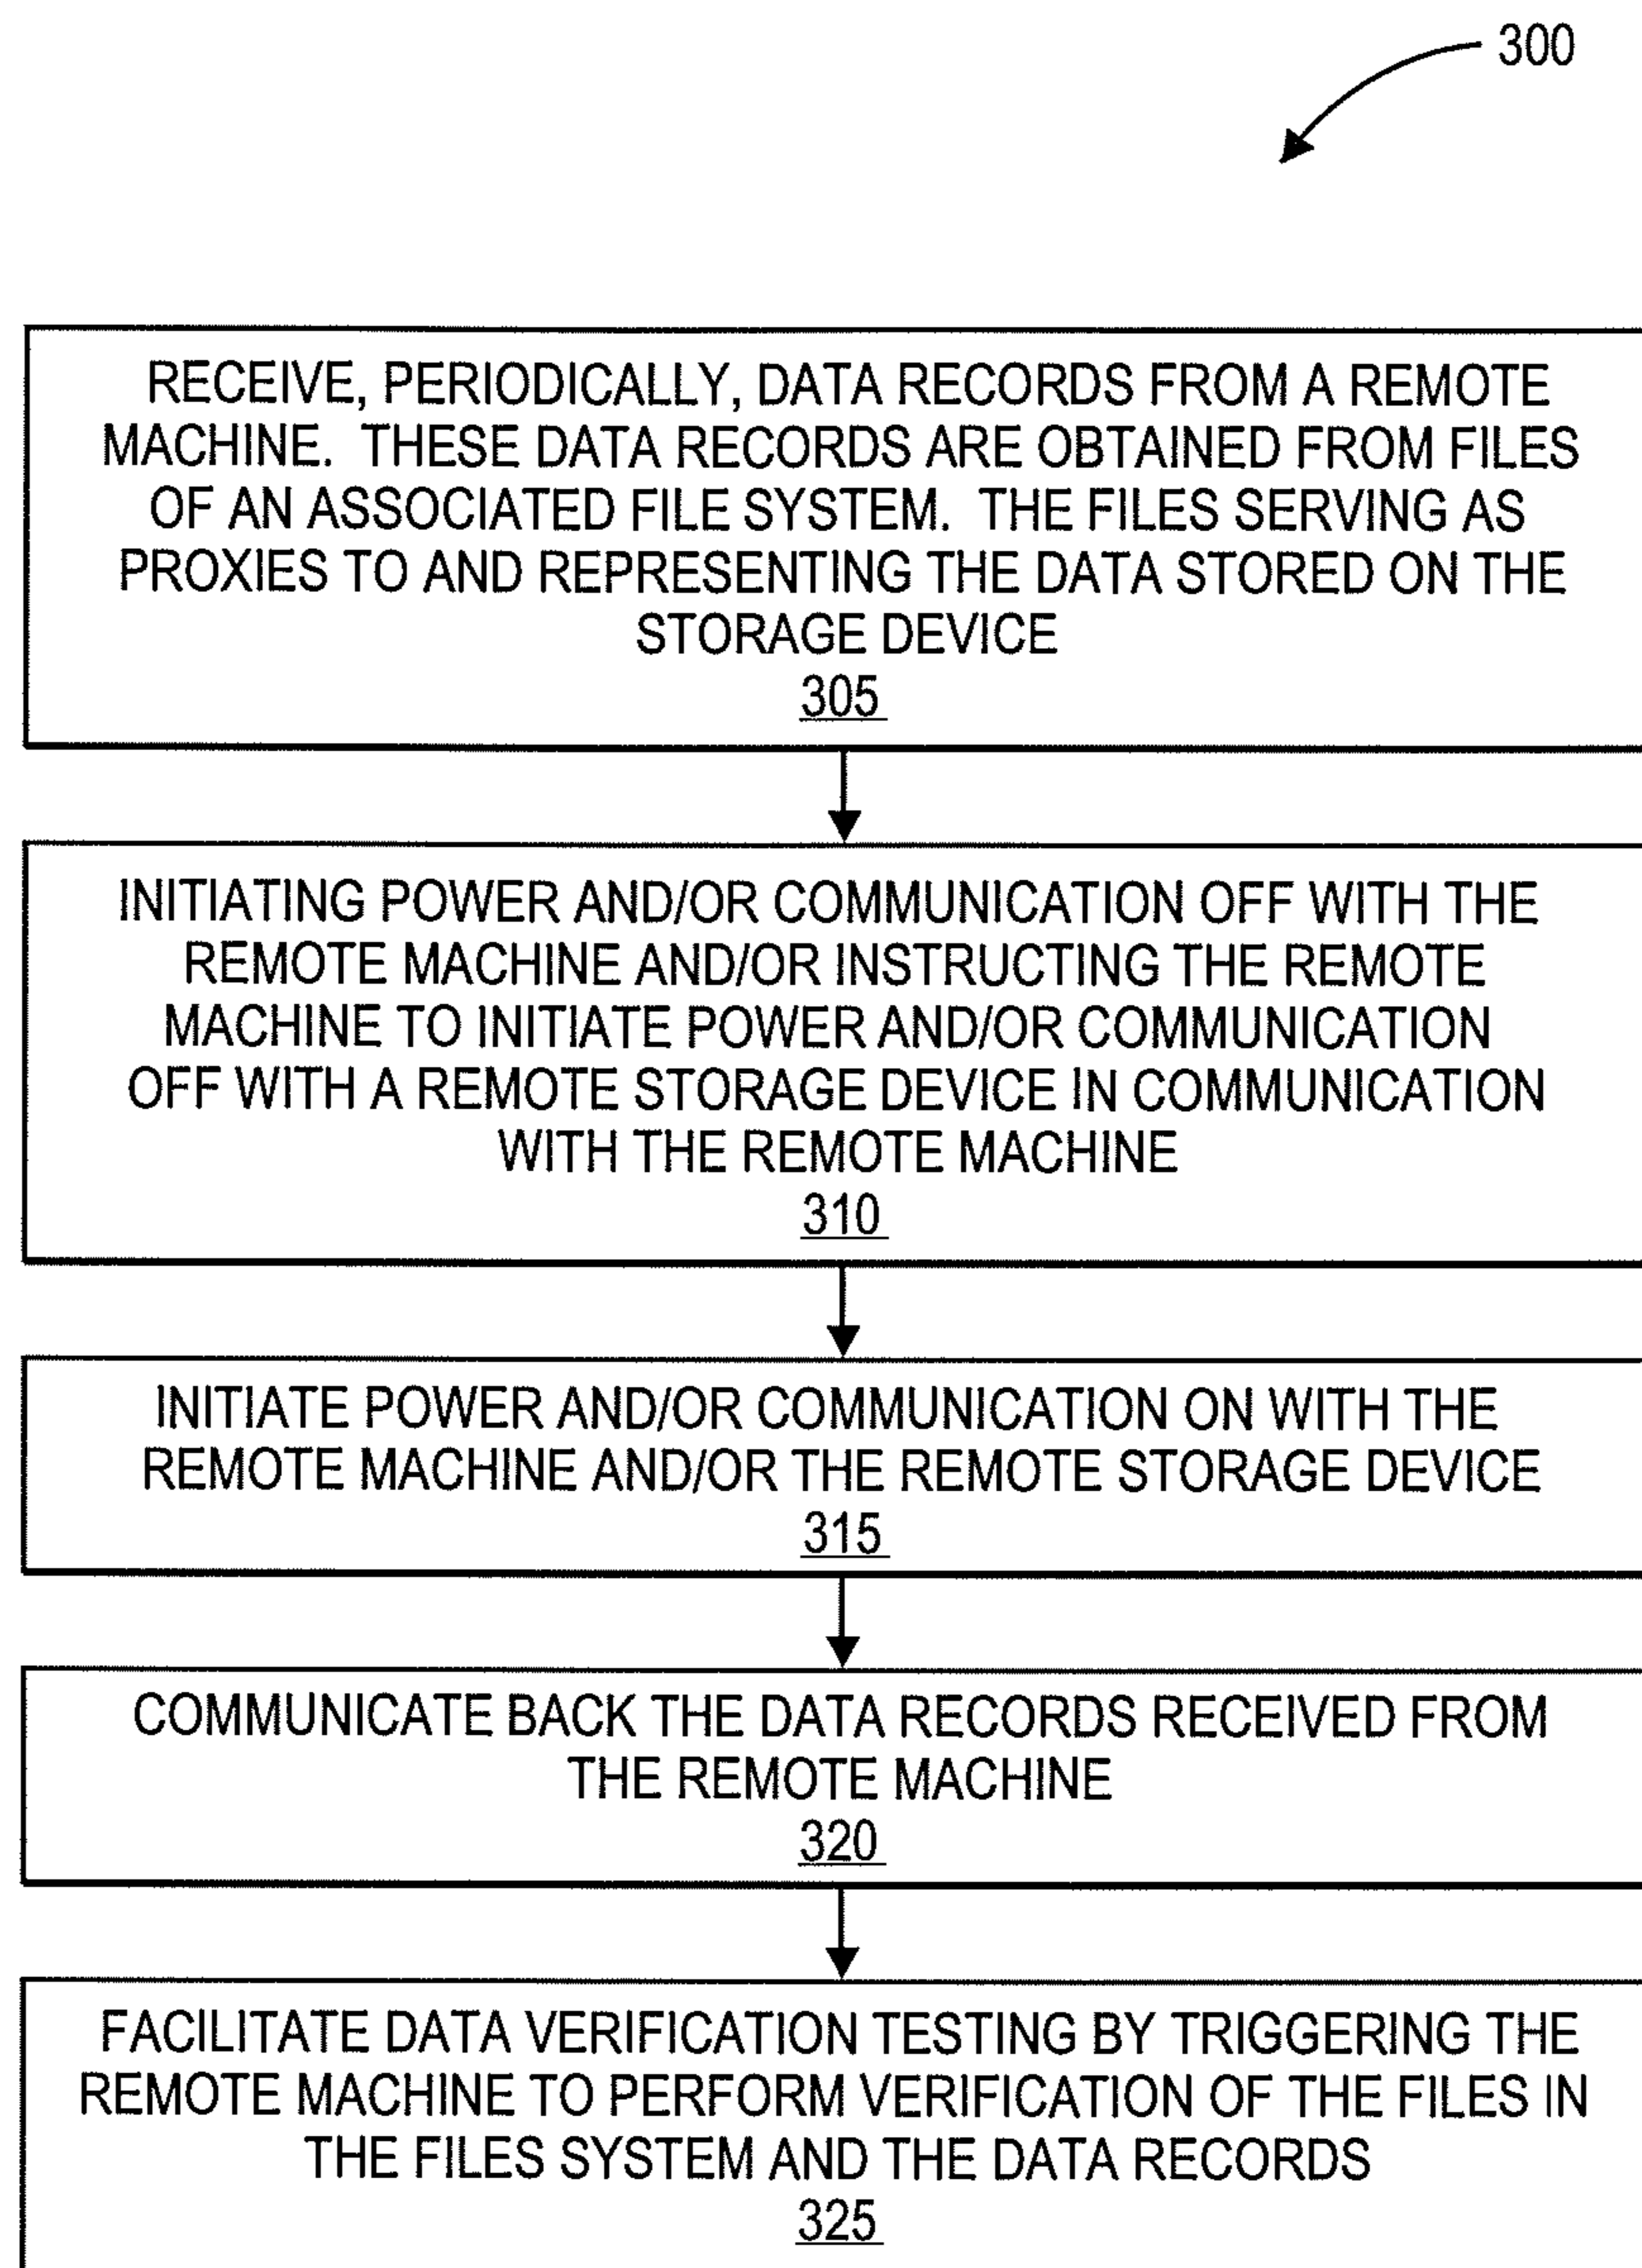 300
RECEIVE, PERIODICALLY, DATA RECORDS FROM A REMOTE
MACHINE. THESE DATA RECORDS ARE OBTAINED FROM FILES
OF AN ASSOCIATED FILE SYSTEM. THE FILES SERVING AS
PROXIES TO AND REPRESENTING THE DATA STORED ON THE
STORAGE DEVICE
305
INITIATING POWER AND/OR COMMUNICATION OFF WITH THE
REMOTE MACHINE AND/OR INSTRUCTING THE REMOTE
MACHINE TO INITIATE POWER AND/OR COMMUNICATION
OFF WITH A REMOTE STORAGE DEVICE IN COMMUNICATION
WITH THE REMOTE MACHINE
310
INITIATE POWER AND/OR COMMUNICATION ON WITH THE
REMOTE MACHINE AND/OR THE REMOTE STORAGE DEVICE
315
COMMUNICATE BACK THE DATA RECORDS RECEIVED FROM
THE REMOTE MACHINE
320
FACILITATE DATA VERIFICATION TESTING BY TRIGGERING THE
REMOTE MACHINE TO PERFORM VERIFICATION OF THE FILES IN
THE FILES SYSTEM AND THE DATA RECORDS
325